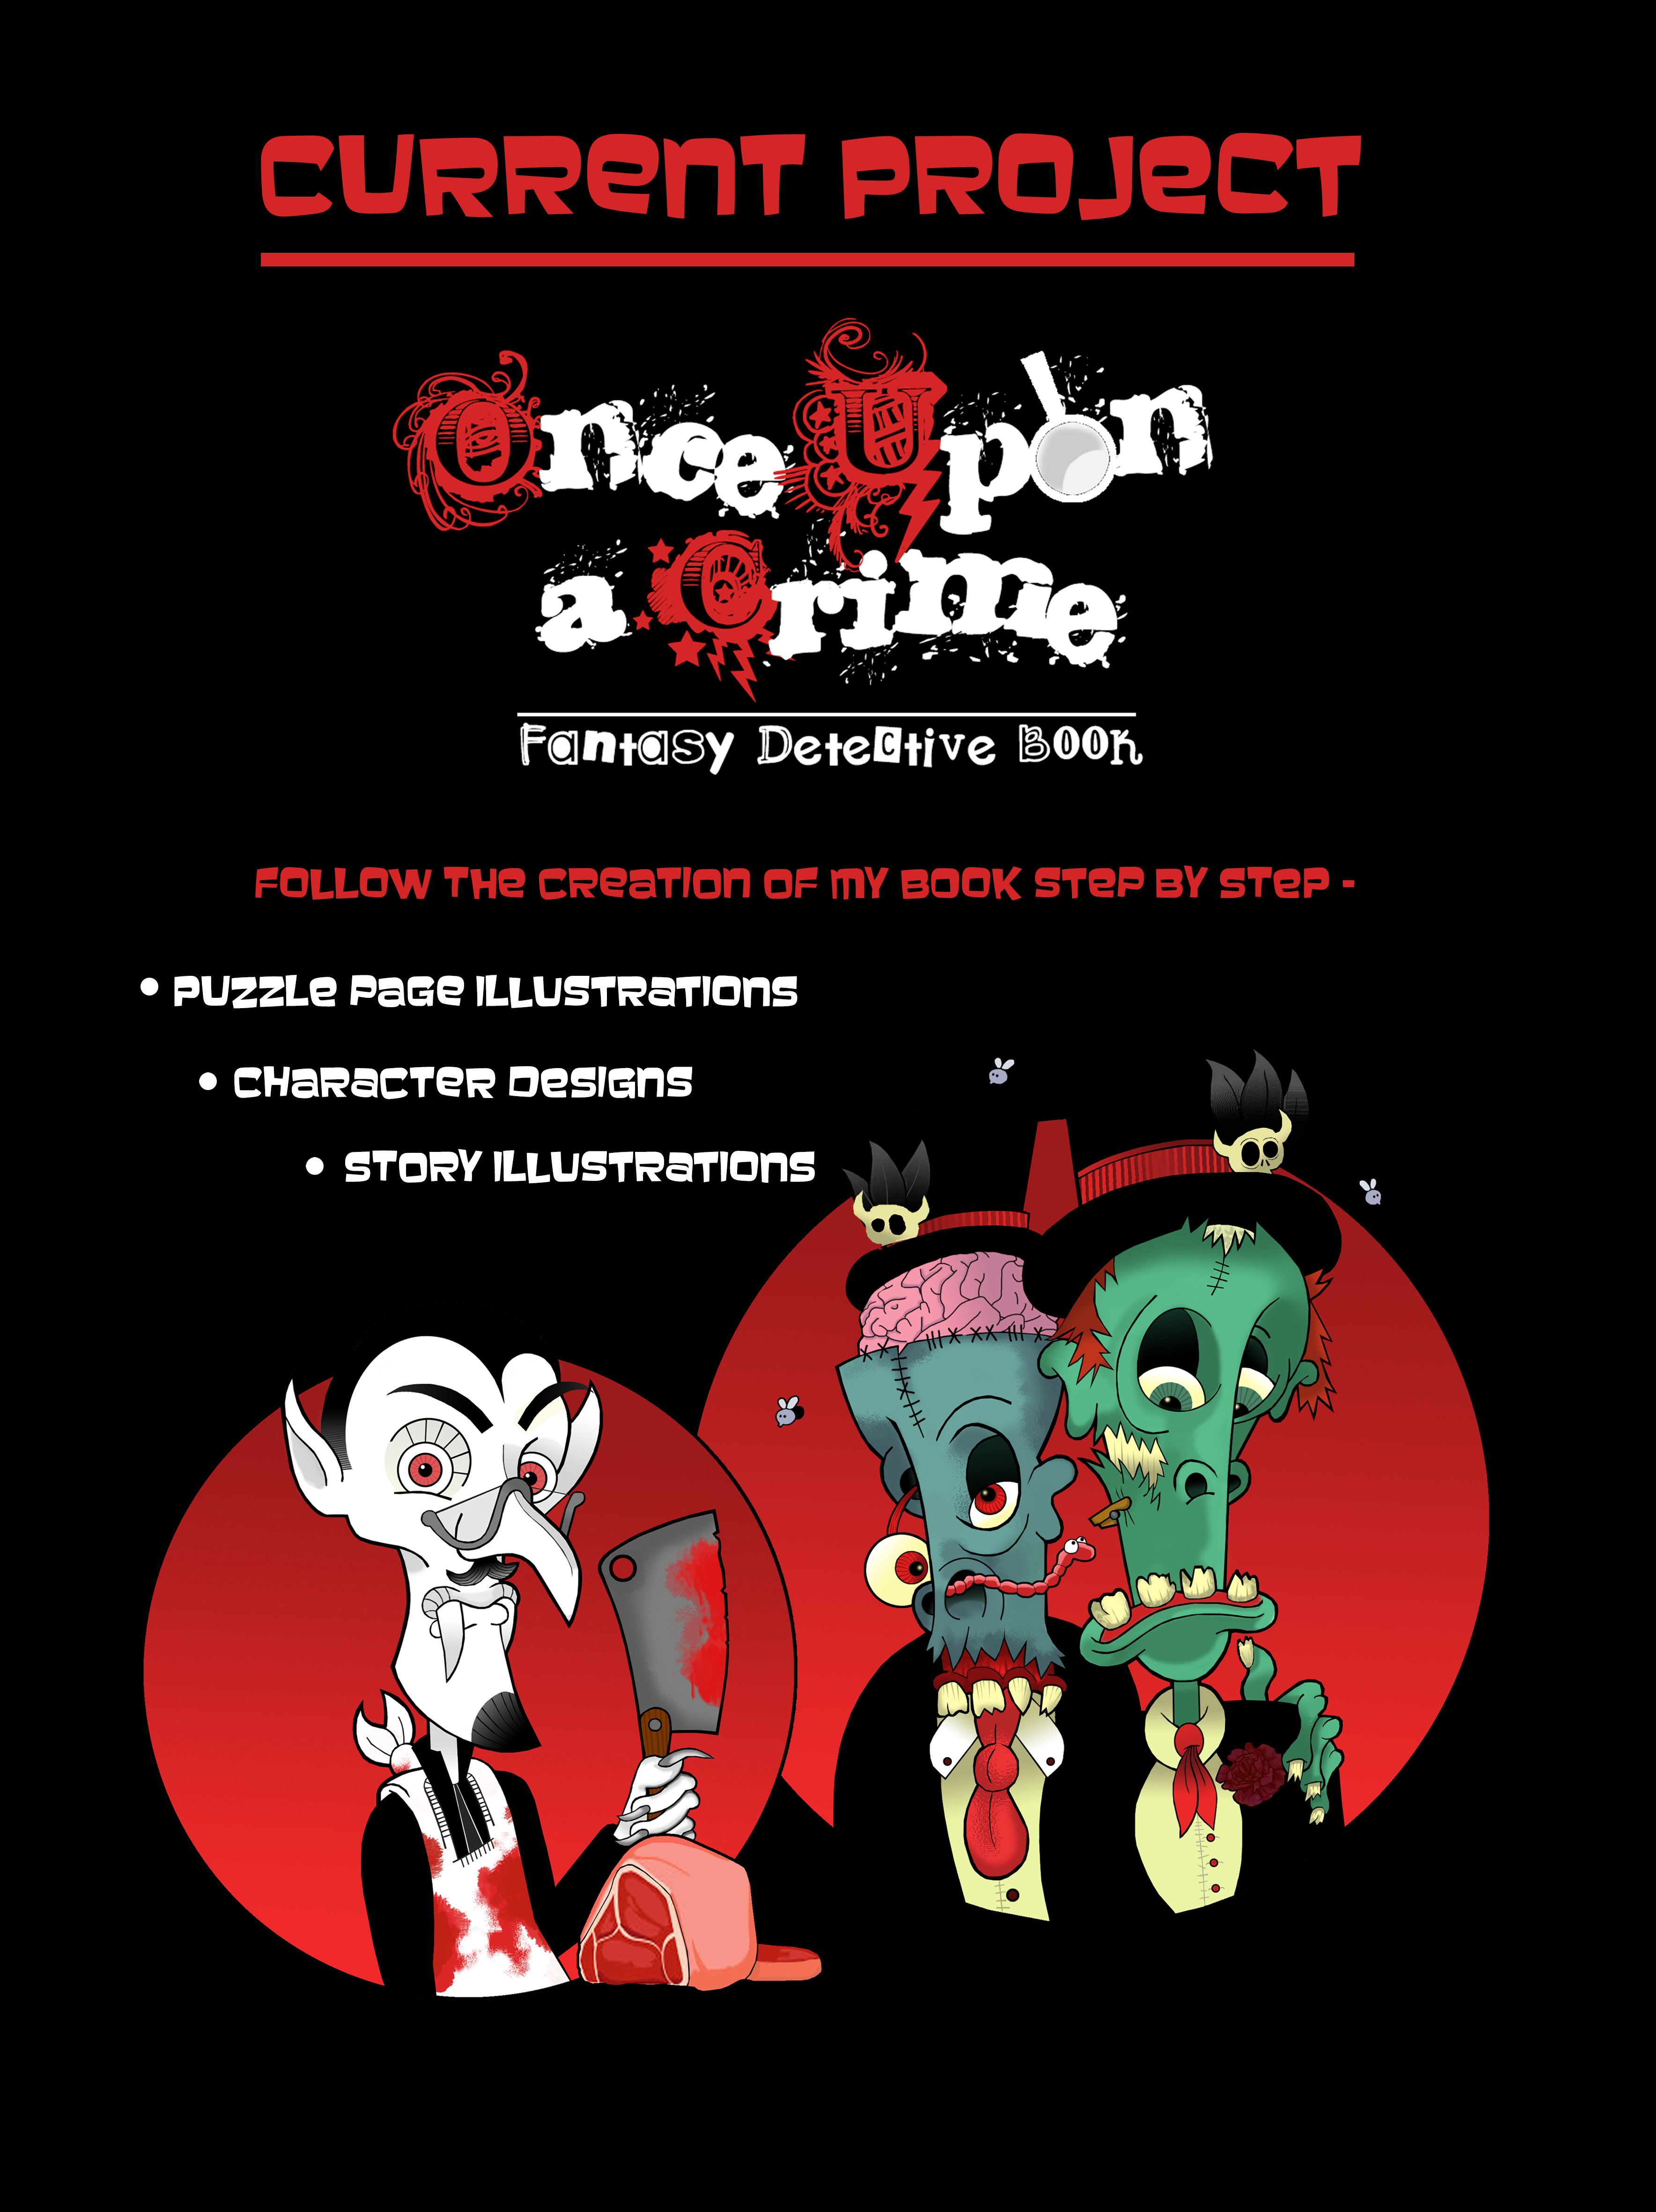 CURRENT PROJECT
Once Upon
a Crime
Fantasy Detective Book
FOLLOW THE CREATION OF MY BOOK STEP BY STEP -
• PUZZLE PAGE ILLUSTRATIONS
• CHARACTER DESIGNS
• STORY ILLUSTRATIONS